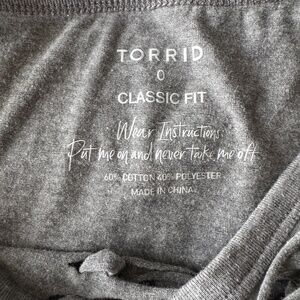 TORRID
0
CLASSIC FIT
Wear Instructions:
Put me on and never take me off
60% COTTON 40% POLYESTER
MADE IN CHINA